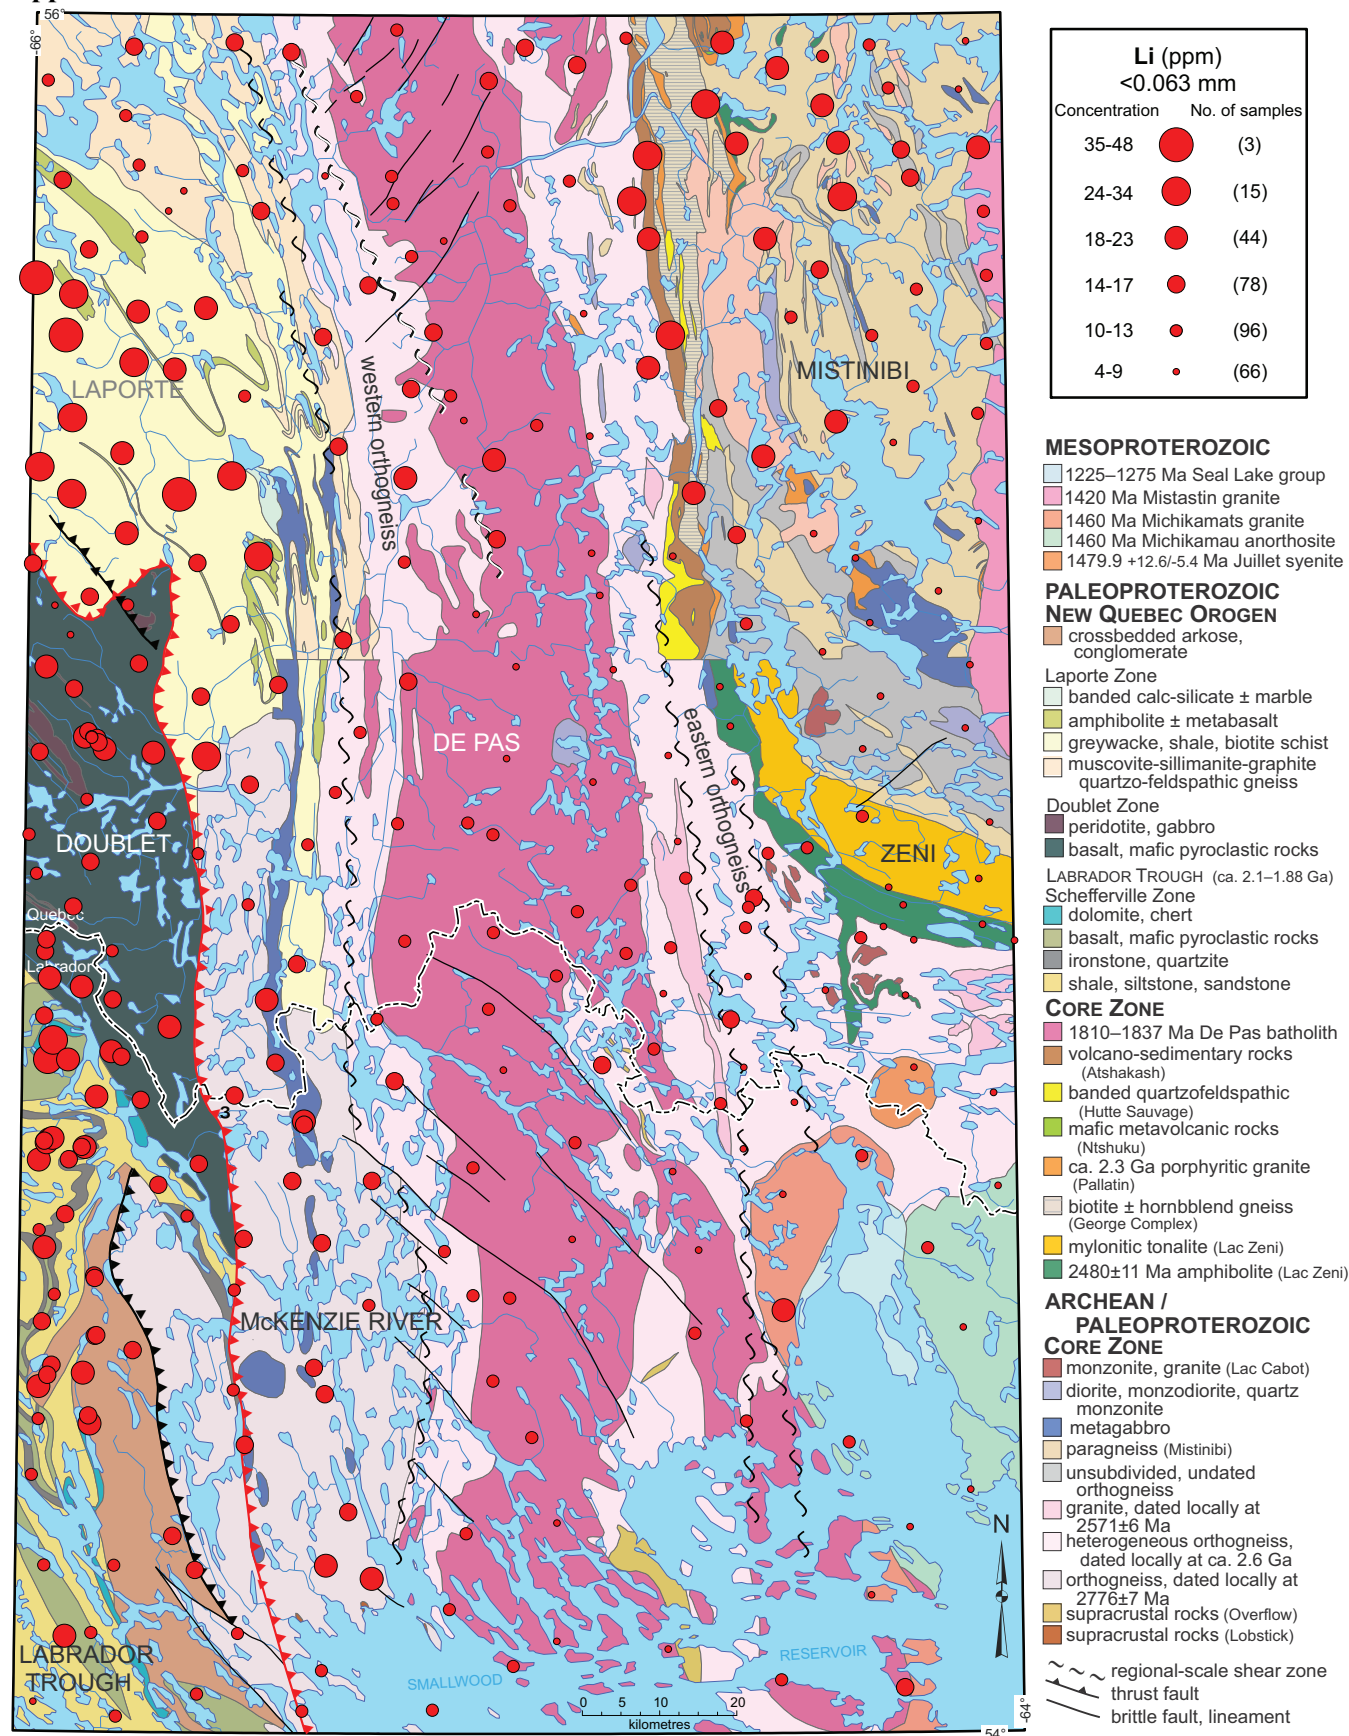 56°
-66°
LAPORTE
western orthogneiss
MISTINIBI
DE PAS
eastern orthogneiss
DOUBLET
ZENI
Quebec
Labrador
3
McKENZIE RIVER
LABRADOR
TROUGH
SMALLWOOD
RESERVOIR
0 5 10 20
kilometres
N
-64°
54°
Li (ppm)
<0.063 mm
Concentration No. of samples
35-48 (3)
24-34 (15)
18-23 (44)
14-17 (78)
10-13 (96)
4-9 (66)
MESOPROTEROZOIC
1225–1275 Ma Seal Lake group
1420 Ma Mistastin granite
1460 Ma Michikamats granite
1460 Ma Michikamau anorthosite
1479.9 +12.6/-5.4 Ma Juillet syenite
PALEOPROTEROZOIC
NEW QUEBEC OROGEN
crossbedded arkose,
conglomerate
Laporte Zone
banded calc-silicate ± marble
amphibolite ± metabasalt
greywacke, shale, biotite schist
muscovite-sillimanite-graphite
quartzo-feldspathic gneiss
Doublet Zone
peridotite, gabbro
basalt, mafic pyroclastic rocks
LABRADOR TROUGH (ca. 2.1–1.88 Ga)
Schefferville Zone
dolomite, chert
basalt, mafic pyroclastic rocks
ironstone, quartzite
shale, siltstone, sandstone
CORE ZONE
1810–1837 Ma De Pas batholith
volcano-sedimentary rocks
(Atshakash)
banded quartzofeldspathic
(Hutte Sauvage)
mafic metavolcanic rocks
(Ntshuku)
ca. 2.3 Ga porphyritic granite
(Pallatin)
biotite ± hornblend gneiss
(George Complex)
mylonitic tonalite (Lac Zeni)
2480±11 Ma amphibolite (Lac Zeni)
ARCHEAN /
PALEOPROTEROZOIC
CORE ZONE
monzonite, granite (Lac Cabot)
diorite, monzodiorite, quartz
monzonite
metagabbro
paragneiss (Mistinibi)
unsubdivided, undated
orthogneiss
granite, dated locally at
2571±6 Ma
heterogeneous orthogneiss,
dated locally at ca. 2.6 Ga
orthogneiss, dated locally at
2776±7 Ma
supracrustal rocks (Overflow)
supracrustal rocks (Lobstick)
regional-scale shear zone
thrust fault
brittle fault, lineament